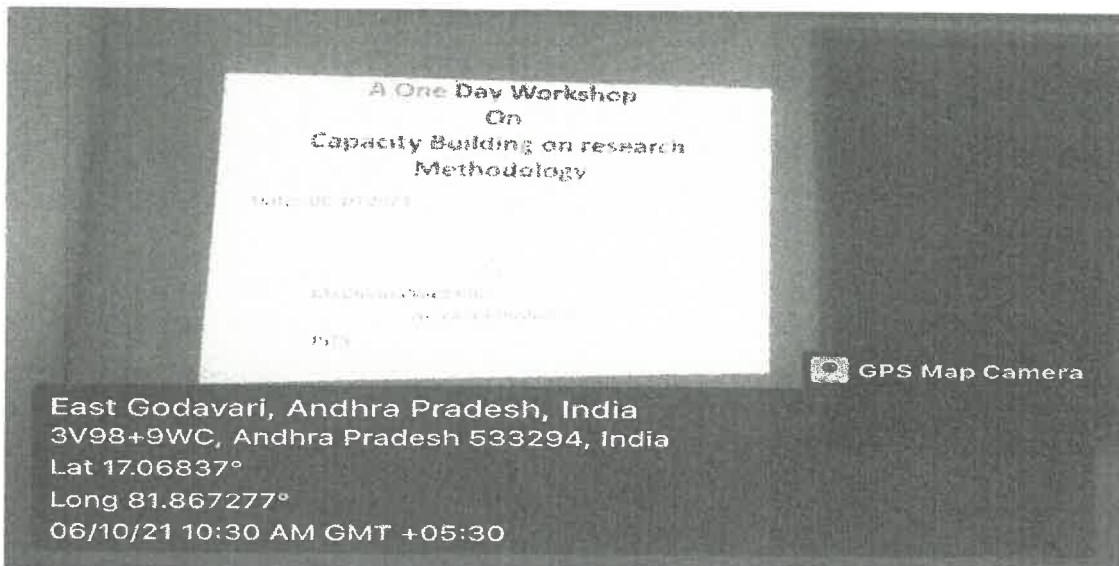 A One Day Workshop
On
Capacity Building on research
Methodology
GPS Map Camera
East Godavari, Andhra Pradesh, India
3V98+9WC, Andhra Pradesh 533294, India
Lat 17.06837°
Long 81.867277°
06/10/21 10:30 AM GMT +05:30